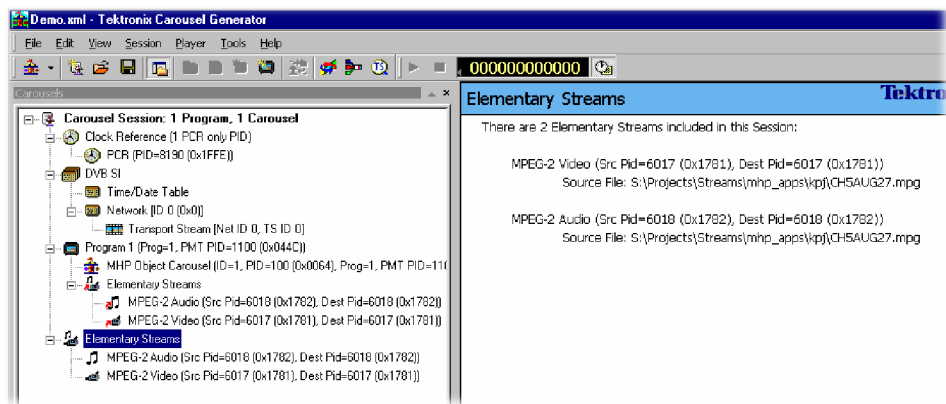 Demo.xml - Tektronix Carousel Generator
File Edit View Session Player Tools Help
000000000000
Carousels
Carousel Session: 1 Program, 1 Carousel
Clock Reference (1 PCR only PID)
PCR (PID=8190 (0x1FFE))
DVB SI
Time/Date Table
Network [ID 0 (0x0)]
Transport Stream [Net ID 0, TS ID 0]
Program 1 (Prog=1, PMT PID=1100 (0x044C))
MHP Object Carousel (ID=1, PID=100 (0x0064), Prog=1, PMT PID=11
Elementary Streams
MPEG-2 Audio (Src Pid=6018 (0x1782), Dest Pid=6018 (0x1782))
MPEG-2 Video (Src Pid=6017 (0x1781), Dest Pid=6017 (0x1781))
Elementary Streams
MPEG-2 Audio (Src Pid=6018 (0x1782), Dest Pid=6018 (0x1782))
MPEG-2 Video (Src Pid=6017 (0x1781), Dest Pid=6017 (0x1781))
Elementary Streams
Tektro
There are 2 Elementary Streams included in this Session:
MPEG-2 Video (Src Pid=6017 (0x1781), Dest Pid=6017 (0x1781))
Source File: S:\Projects\Streams\mhp_apps\kpj\CH5AUG27.mpg
MPEG-2 Audio (Src Pid=6018 (0x1782), Dest Pid=6018 (0x1782))
Source File: S:\Projects\Streams\mhp_apps\kpj\CH5AUG27.mpg